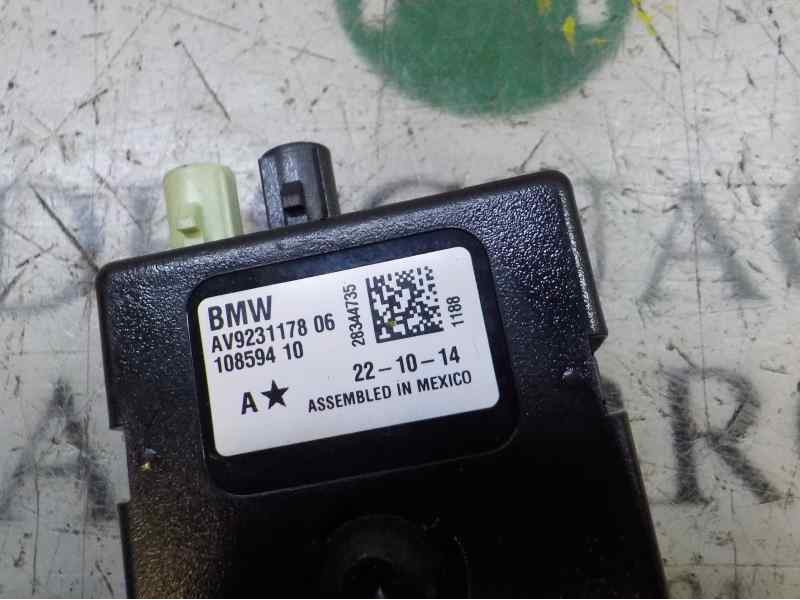 BMW
AV9231178 06
108594 10
A★
28344735
1188
22-10-14
ASSEMBLED IN MEXICO